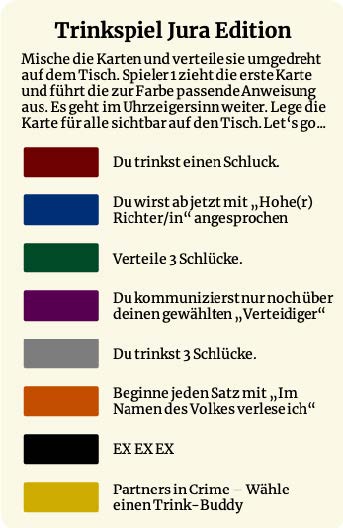 Trinkspiel Jura Edition
Mische die Karten und verteile sie umgedreht
auf dem Tisch. Spieler 1 zieht die erste Karte
und führt die zur Farbe passende Anweisung
aus. Es geht im Uhrzeigersinn weiter. Lege die
Karte für alle sichtbar auf den Tisch. Let's go...
Du trinkst einen Schluck.
Du wirst ab jetzt mit „Hohe(r)
Richter/in“ angesprochen
Verteile 3 Schlücke.
Du kommunizierst nur noch über
deinen gewählten „Verteidiger“
Du trinkst 3 Schlücke.
Beginne jeden Satz mit „Im
Namen des Volkes verlese ich“
EX EX EX
Partners in Crime – Wähle
einen Trink-Buddy